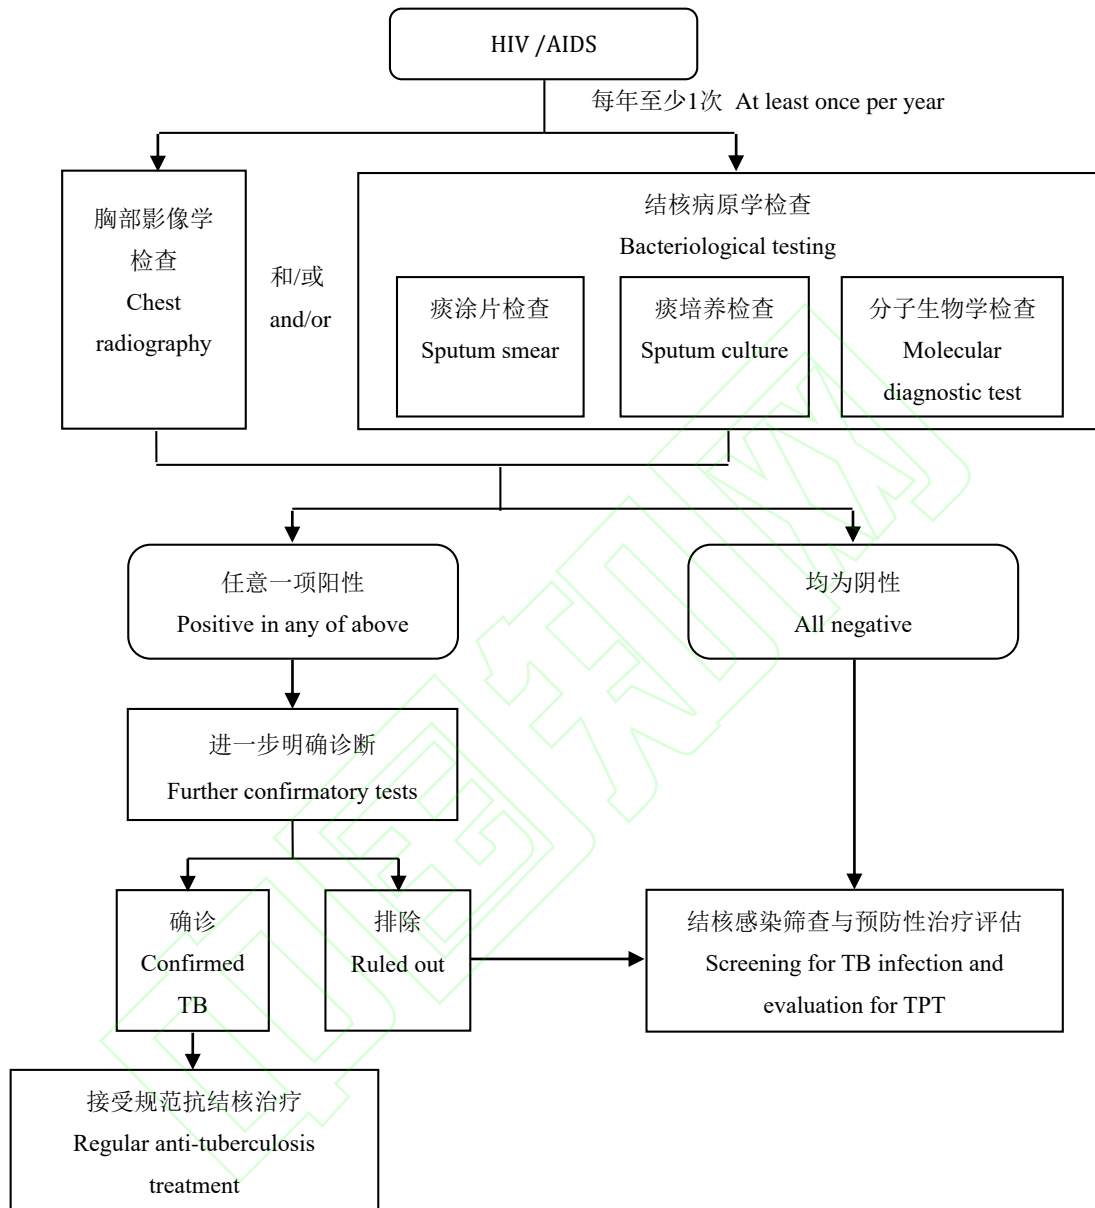 HIV /AIDS
每年至少1次 At least once per year
胸部影像学
检查
Chest
radiography
和/或
and/or
结核病原学检查
Bacteriological testing
痰涂片检查
Sputum smear
痰培养检查
Sputum culture
分子生物学检查
Molecular
diagnostic test
任意一项阳性
Positive in any of above
均为阴性
All negative
进一步明确诊断
Further confirmatory tests
确诊
Confirmed
TB
排除
Ruled out
结核感染筛查与预防性治疗评估
Screening for TB infection and
evaluation for TPT
接受规范抗结核治疗
Regular anti-tuberculosis
treatment
中国知网